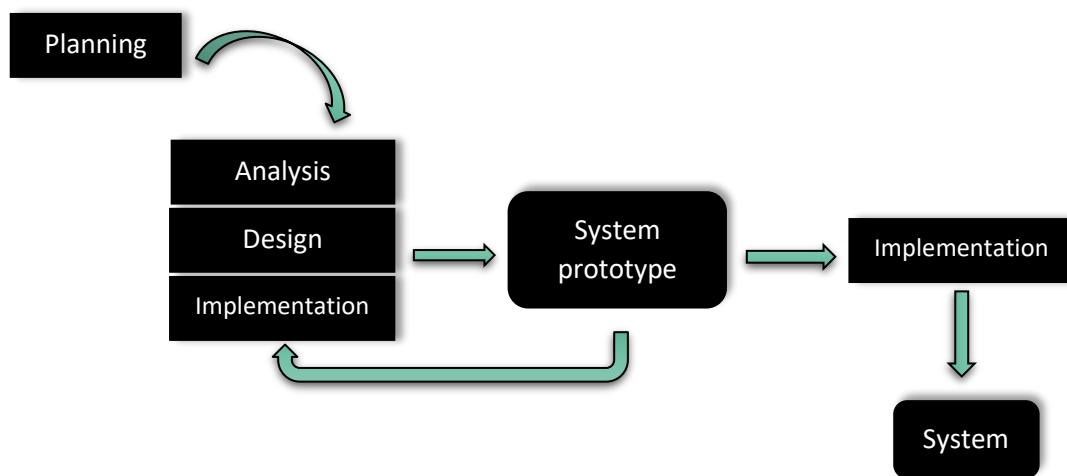 Planning
Analysis
Design
Implementation
System
prototype
Implementation
System